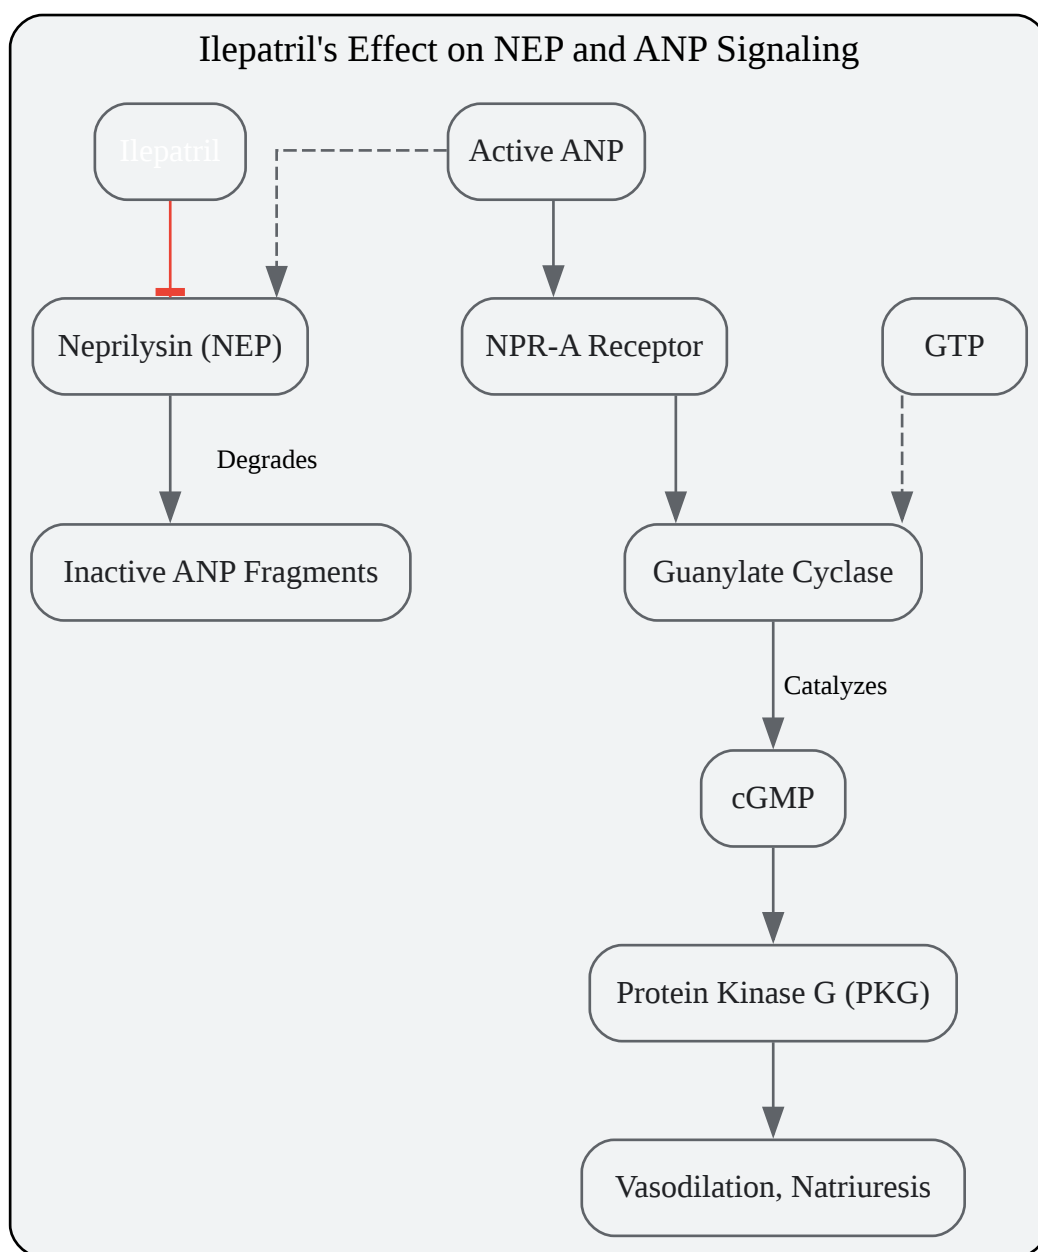 Ilepatril's Effect on NEP and ANP Signaling
Ilepatril
Active ANP
Neprilysin (NEP)
NPR-A Receptor
GTP
Degrades
Inactive ANP Fragments
Guanylate Cyclase
Catalyzes
cGMP
Protein Kinase G (PKG)
Vasodilation, Natriuresis